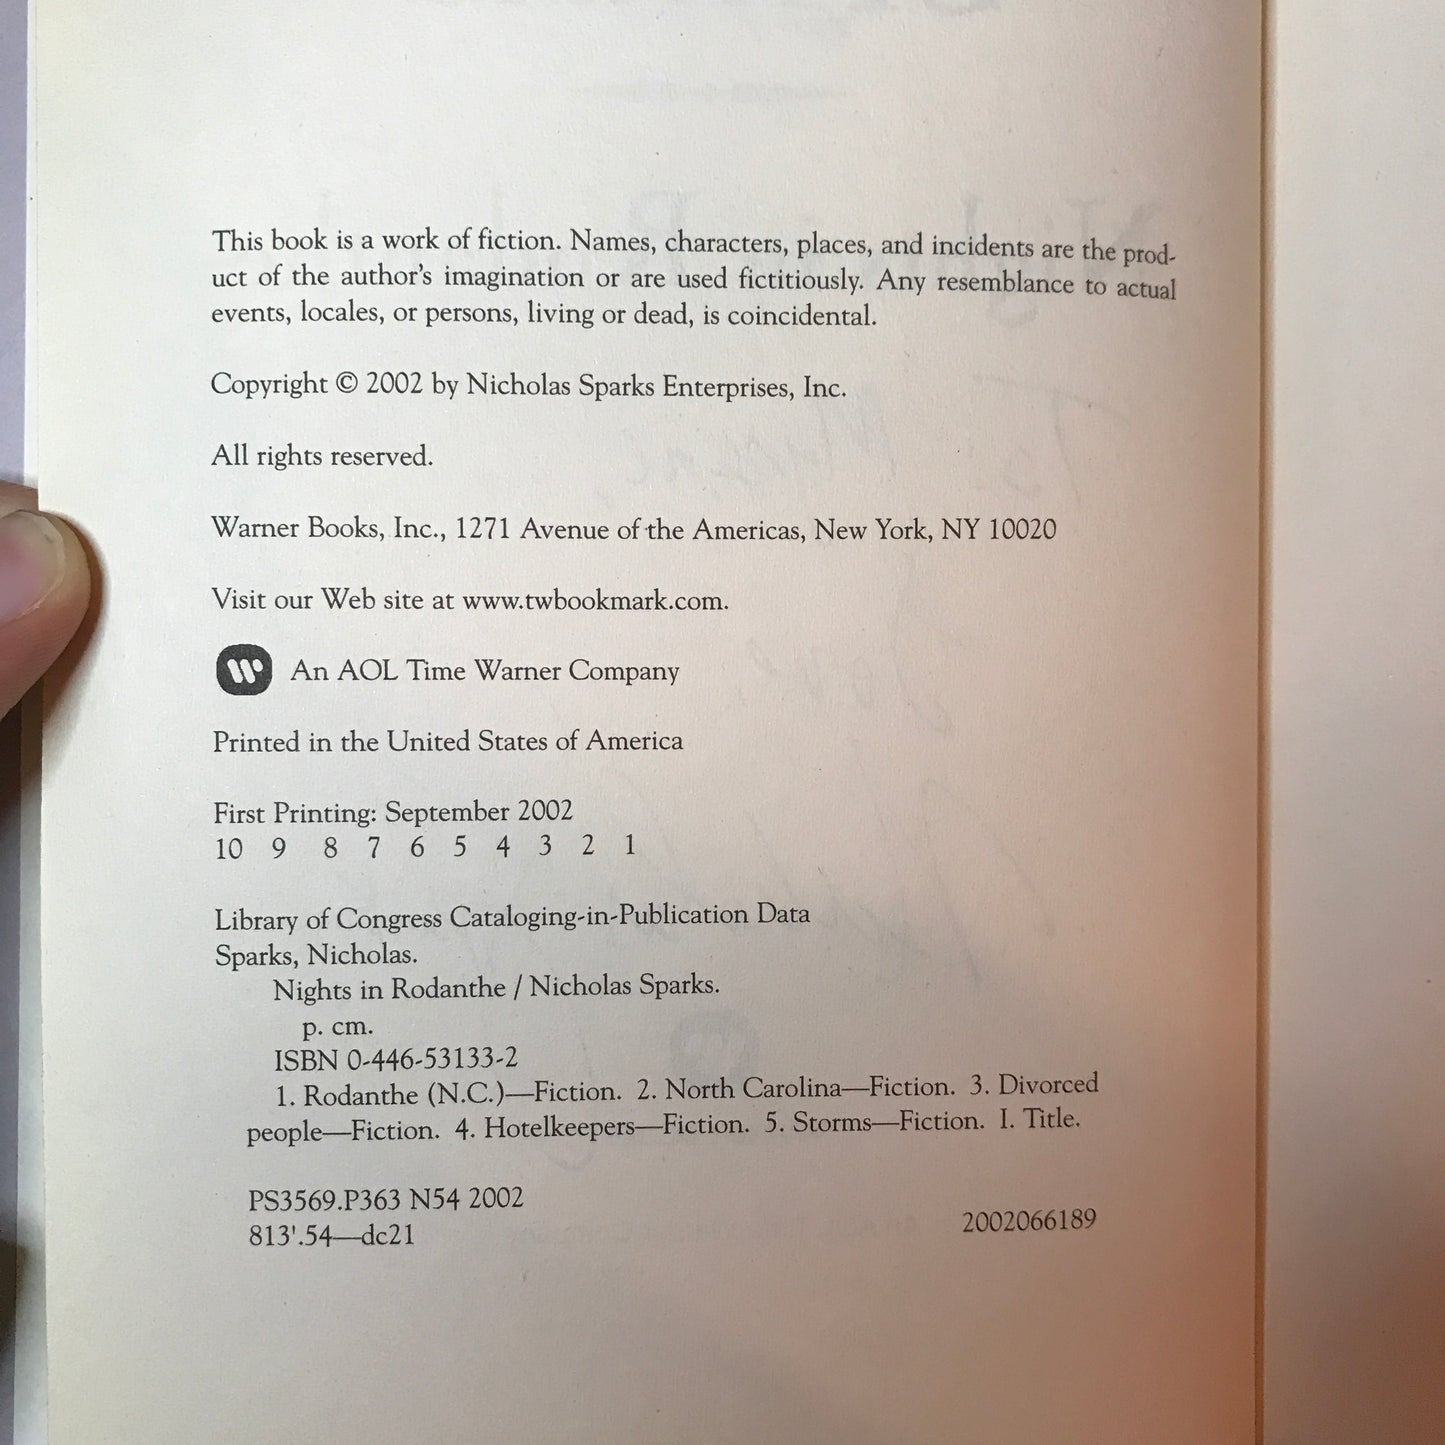 This book is a work of fiction. Names, characters, places, and incidents are the prod-
uct of the author's imagination or are used fictitiously. Any resemblance to actual
events, locales, or persons, living or dead, is coincidental.
Copyright © 2002 by Nicholas Sparks Enterprises, Inc.
All rights reserved.
Warner Books, Inc., 1271 Avenue of the Americas, New York, NY 10020
Visit our Web site at www.twbookmark.com.
An AOL Time Warner Company
Printed in the United States of America
First Printing: September 2002
10 9 8 7 6 5 4 3 2 1
Library of Congress Cataloging-in-Publication Data
Sparks, Nicholas.
Nights in Rodanthe / Nicholas Sparks.
p. cm.
ISBN 0-446-53133-2
1. Rodanthe (N.C.)—Fiction. 2. North Carolina—Fiction. 3. Divorced
people—Fiction. 4. Hotelkeepers—Fiction. 5. Storms—Fiction. I. Title.
PS3569.P363 N54 2002
813'.54—dc21
2002066189